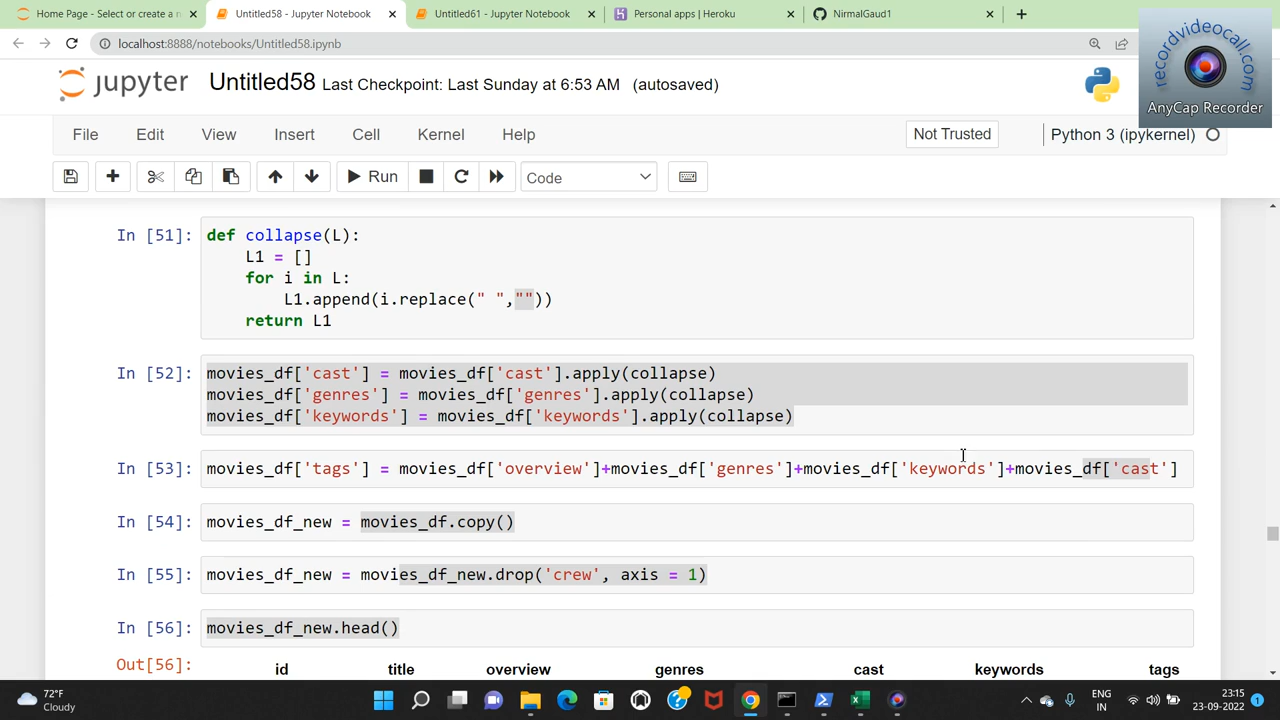 Home Page - Select or create a n
Untitled58 - Jupyter Notebook
Untitled61 - Jupyter Notebook
Personal apps | Heroku
NirmalGaud1
localhost:8888/notebooks/Untitled58.ipynb
recordvideocall.com
AnyCap Recorder
jupyter Untitled58 Last Checkpoint: Last Sunday at 6:53 AM (autosaved)
File Edit View Insert Cell Kernel Help Not Trusted Python 3 (ipykernel)
Run Code
In [51]: def collapse(L):
L1 = []
for i in L:
L1.append(i.replace(" ",""))
return L1
In [52]: movies_df['cast'] = movies_df['cast'].apply(collapse)
movies_df['genres'] = movies_df['genres'].apply(collapse)
movies_df['keywords'] = movies_df['keywords'].apply(collapse)
In [53]: movies_df['tags'] = movies_df['overview']+movies_df['genres']+movies_df['keywords']+movies_df['cast']
In [54]: movies_df_new = movies_df.copy()
In [55]: movies_df_new = movies_df_new.drop('crew', axis = 1)
In [56]: movies_df_new.head()
Out[56]: id title overview genres cast keywords tags
72°F
Cloudy
ENG
IN
23:15
23-09-2022